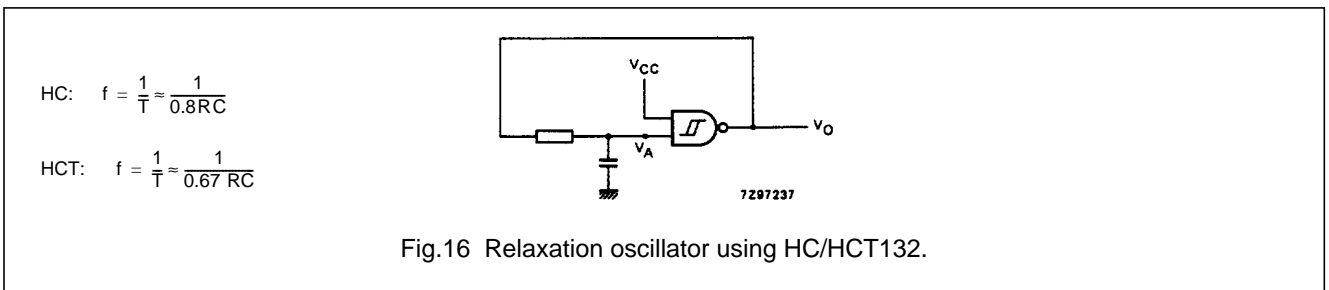 HC: f = 1/T ≈ 1/0.8RC
HCT: f = 1/T ≈ 1/0.67 RC
VCC
VA
VO
7Z97237
Fig.16 Relaxation oscillator using HC/HCT132.